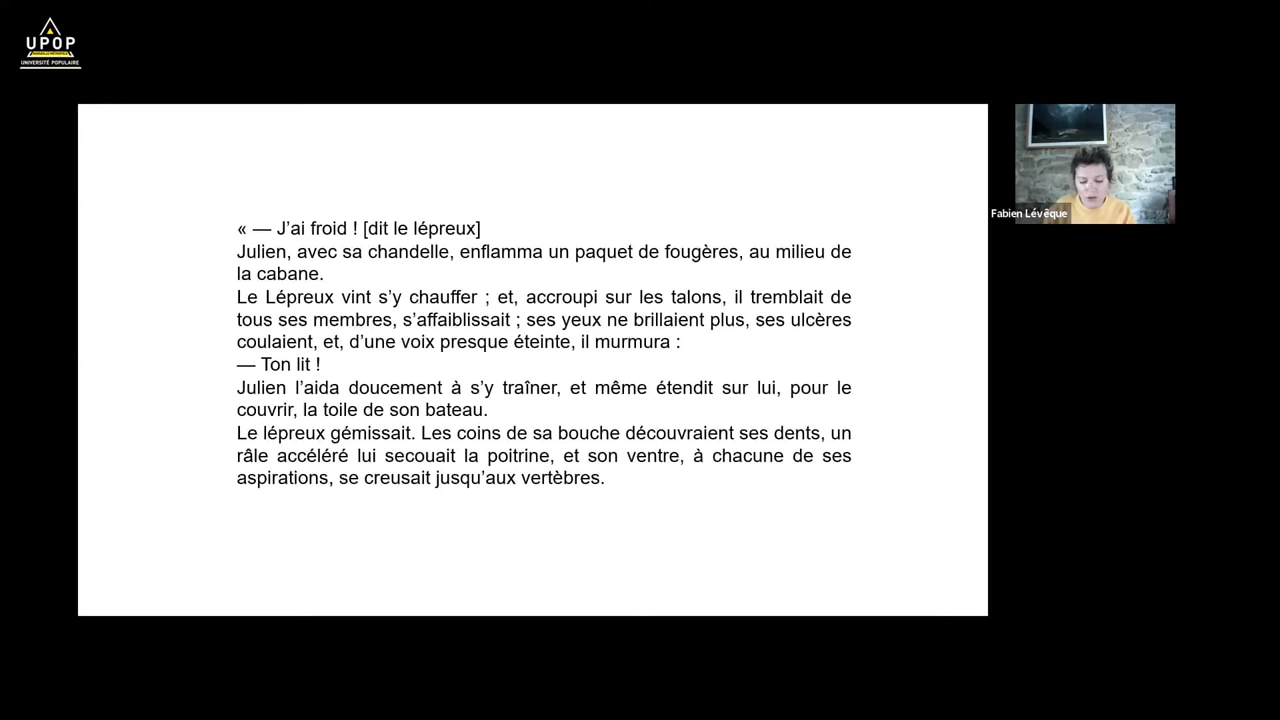 UPOP
UNIVERSITÉ POPULAIRE
« — J’ai froid ! [dit le lépreux]
Julien, avec sa chandelle, enflamma un paquet de fougères, au milieu de
la cabane.
Le Lépreux vint s’y chauffer ; et, accroupi sur les talons, il tremblait de
tous ses membres, s’affaiblissait ; ses yeux ne brillaient plus, ses ulcères
coulaient, et, d’une voix presque éteinte, il murmura :
— Ton lit !
Julien l’aida doucement à s’y traîner, et même étendit sur lui, pour le
couvrir, la toile de son bateau.
Le lépreux gémissait. Les coins de sa bouche découvraient ses dents, un
râle accéléré lui secouait la poitrine, et son ventre, à chacune de ses
aspirations, se creusait jusqu’aux vertèbres.
Fabien Lévêque